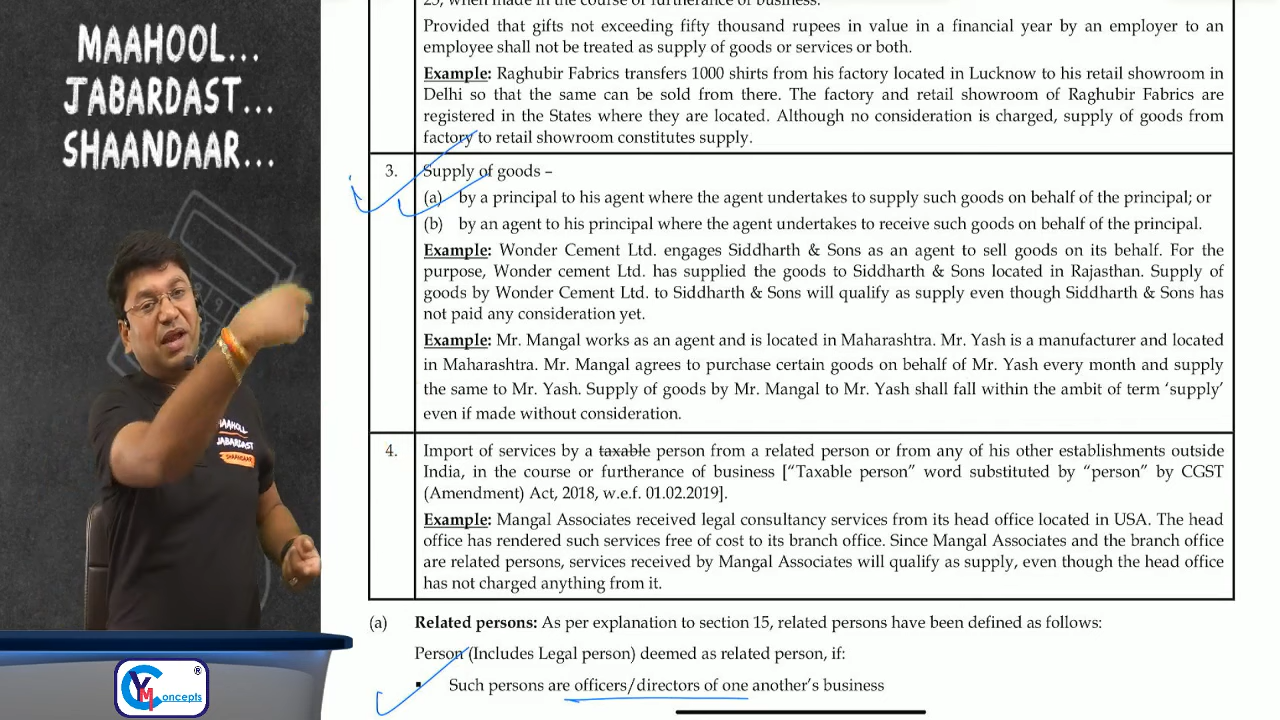 MAAHOOL...
JABARDAST...
SHAANDAAR...
25, when made in the course or furtherance of business.
Provided that gifts not exceeding fifty thousand rupees in value in a financial year by an employer to an
employee shall not be treated as supply of goods or services or both.
Example: Raghubir Fabrics transfers 1000 shirts from his factory located in Lucknow to his retail showroom in
Delhi so that the same can be sold from there. The factory and retail showroom of Raghubir Fabrics are
registered in the States where they are located. Although no consideration is charged, supply of goods from
factory to retail showroom constitutes supply.
3. Supply of goods –
(a) by a principal to his agent where the agent undertakes to supply such goods on behalf of the principal; or
(b) by an agent to his principal where the agent undertakes to receive such goods on behalf of the principal.
Example: Wonder Cement Ltd. engages Siddharth & Sons as an agent to sell goods on its behalf. For the
purpose, Wonder cement Ltd. has supplied the goods to Siddharth & Sons located in Rajasthan. Supply of
goods by Wonder Cement Ltd. to Siddharth & Sons will qualify as supply even though Siddharth & Sons has
not paid any consideration yet.
Example: Mr. Mangal works as an agent and is located in Maharashtra. Mr. Yash is a manufacturer and located
in Maharashtra. Mr. Mangal agrees to purchase certain goods on behalf of Mr. Yash every month and supply
the same to Mr. Yash. Supply of goods by Mr. Mangal to Mr. Yash shall fall within the ambit of term ‘supply’
even if made without consideration.
4. Import of services by a taxable person from a related person or from any of his other establishments outside
India, in the course or furtherance of business [“Taxable person” word substituted by “person” by CGST
(Amendment) Act, 2018, w.e.f. 01.02.2019].
Example: Mangal Associates received legal consultancy services from its head office located in USA. The head
office has rendered such services free of cost to its branch office. Since Mangal Associates and the branch office
are related persons, services received by Mangal Associates will qualify as supply, even though the head office
has not charged anything from it.
(a) Related persons: As per explanation to section 15, related persons have been defined as follows:
Person (Includes Legal person) deemed as related person, if:
▪ Such persons are officers/directors of one another’s business
MAAHOOL
JABARDAST
SHAANDAAR
YM Concepts ®